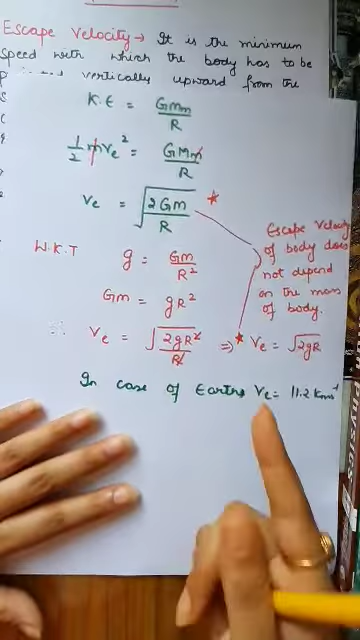 Escape Velocity → It is the minimum
speed with which the body has to be
vertically upward from the
K.E = GMm/R
1/2 mve² = GMm/R
ve = √(2GM/R) *
Escape Velocity
of body does
not depend
on the mass
of body.
W.K.T g = Gm/R²
Gm = gR²
∴ Ve = √(2gR²/R) ⇒ * Ve = √2gR
In case of Earth, Ve = 11.2 Kms⁻¹